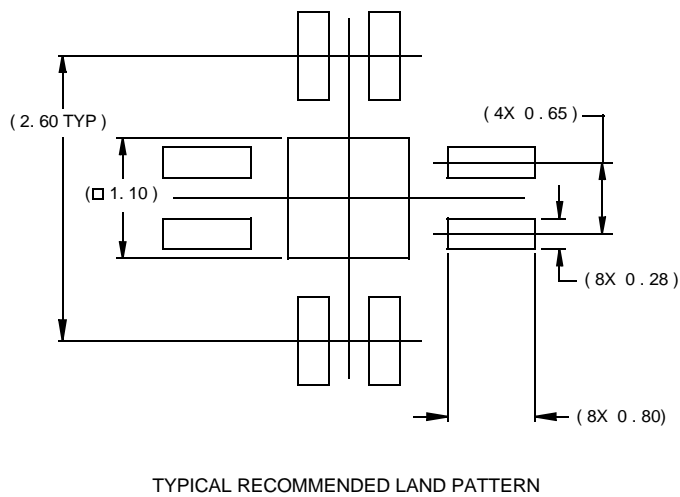 ( 2. 60 TYP )
( 4X 0 . 65 )
(□ 1. 10 )
( 8X 0 . 28 )
( 8X 0 . 80)
TYPICAL RECOMMENDED LAND PATTERN